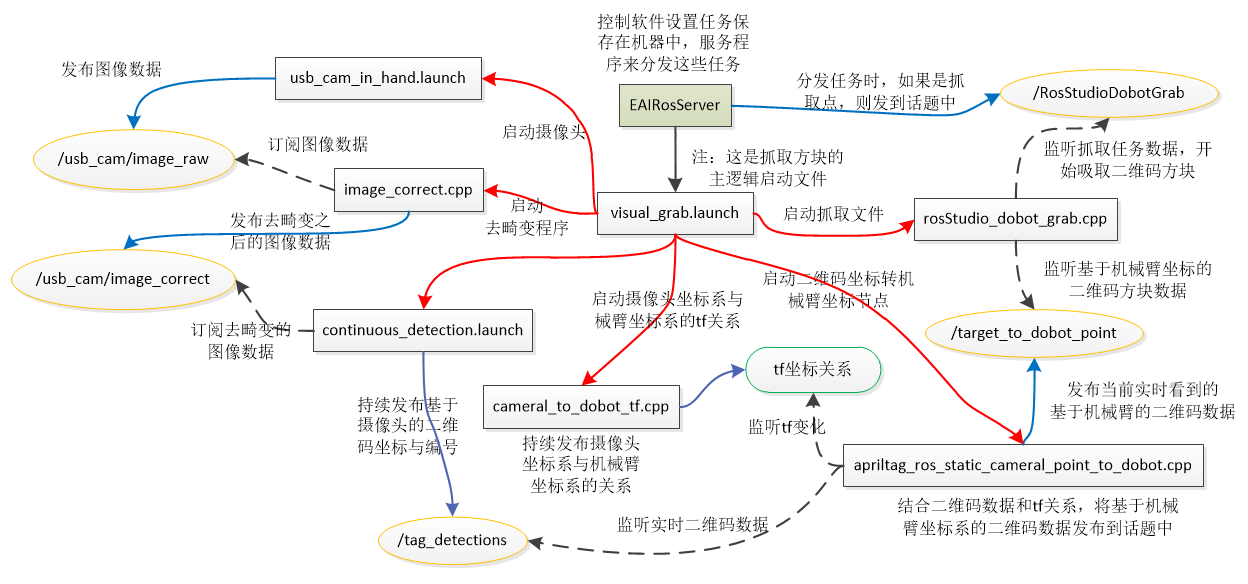 控制软件设置任务保
存在机器中，服务程
序来分发这些任务
发布图像数据
usb_cam_in_hand.launch
EAIRosServer
分发任务时，如果是抓
取点，则发到话题中
/RosStudioDobotGrab
启动摄像头
/usb_cam/image_raw
订阅图像数据
注：这是抓取方块的
主逻辑启动文件
监听抓取任务数据，开
始吸取二维码方块
image_correct.cpp
启动
去畸变程序
visual_grab.launch
启动抓取文件
rosStudio_dobot_grab.cpp
发布去畸变之
后的图像数据
/usb_cam/image_correct
启动摄像头坐标系与
械臂坐标系的tf关系
启动二维码坐标转机
械臂坐标节点
监听基于机械臂坐标的
二维码方块数据
订阅去畸变的
图像数据
continuous_detection.launch
/target_to_dobot_point
tf坐标关系
持续发布基于
摄像头的二维
码坐标与编号
cameral_to_dobot_tf.cpp
发布当前实时看到的
基于机械臂的二维码数据
监听tf变化
持续发布摄像头
坐标系与机械臂
坐标系的关系
apriltag_ros_static_cameral_point_to_dobot.cpp
结合二维码数据和tf关系，将基于机械
臂坐标系的二维码数据发布到话题中
监听实时二维码数据
/tag_detections